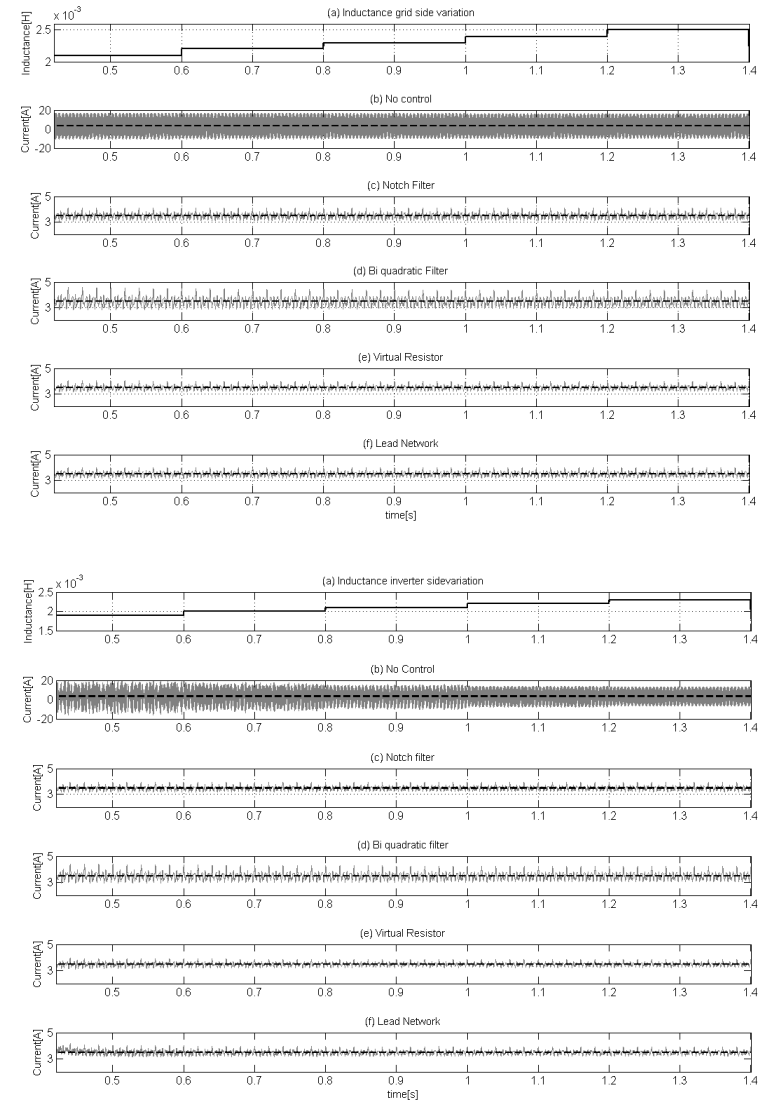 (a) Inductance grid side variation
x 10-3
Inductance[H]
2.5
2
0.5 0.6 0.7 0.8 0.9 1 1.1 1.2 1.3 1.4
(b) No control
Current[A]
20
0
-20
0.5 0.6 0.7 0.8 0.9 1 1.1 1.2 1.3 1.4
(c) Notch Filter
Current[A]
5
3
0.5 0.6 0.7 0.8 0.9 1 1.1 1.2 1.3 1.4
(d) Bi quadratic Filter
Current[A]
5
3
0.5 0.6 0.7 0.8 0.9 1 1.1 1.2 1.3 1.4
(e) Virtual Resistor
Current[A]
5
3
0.5 0.6 0.7 0.8 0.9 1 1.1 1.2 1.3 1.4
(f) Lead Network
Current[A]
5
3
0.5 0.6 0.7 0.8 0.9 1 1.1 1.2 1.3 1.4
time[s]
(a) Inductance inverter sidevariation
x 10-3
Inductance[H]
2.5
2
1.5
0.5 0.6 0.7 0.8 0.9 1 1.1 1.2 1.3 1.4
(b) No Control
Current[A]
20
0
-20
0.5 0.6 0.7 0.8 0.9 1 1.1 1.2 1.3 1.4
(c) Notch filter
Current[A]
5
3
0.5 0.6 0.7 0.8 0.9 1 1.1 1.2 1.3 1.4
(d) Bi quadratic filter
Current[A]
5
3
0.5 0.6 0.7 0.8 0.9 1 1.1 1.2 1.3 1.4
(e) Virtual Resistor
Current[A]
5
3
0.5 0.6 0.7 0.8 0.9 1 1.1 1.2 1.3 1.4
(f) Lead Network
Current[A]
5
3
0.5 0.6 0.7 0.8 0.9 1 1.1 1.2 1.3 1.4
time[s]